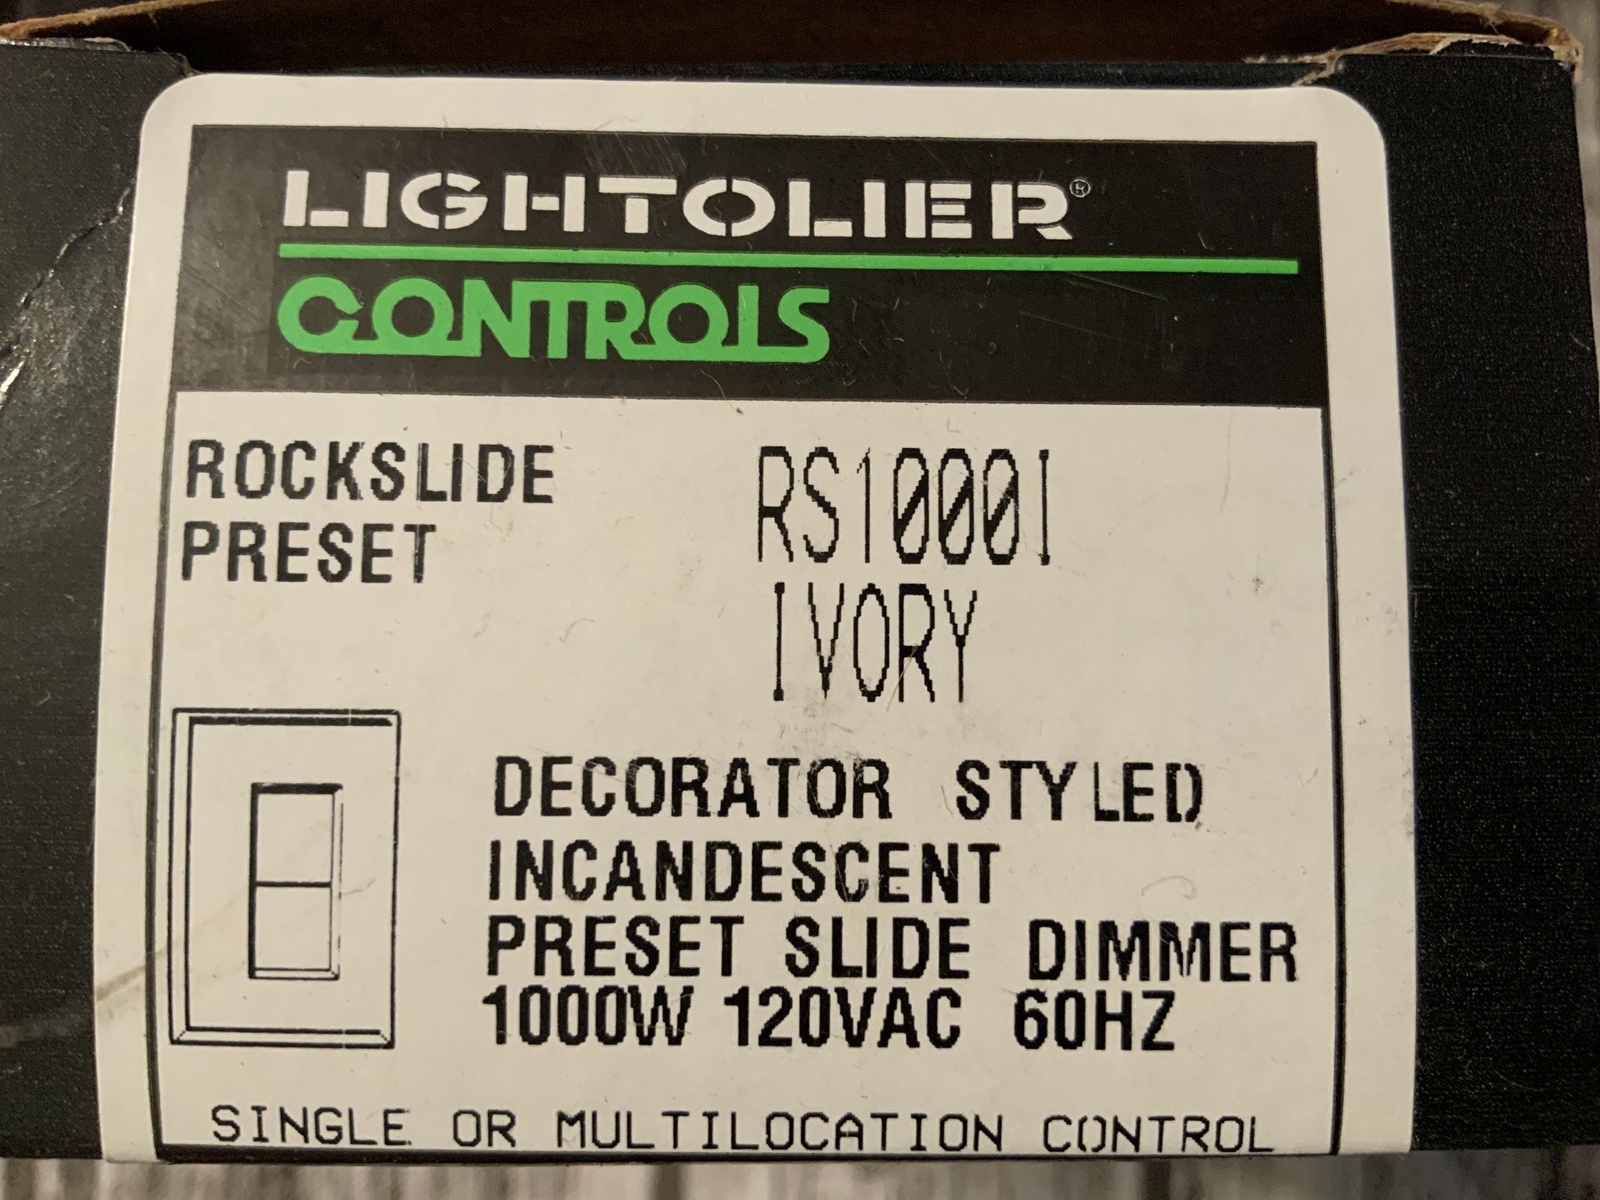 LIGHTOLIER®
CONTROLS
ROCKSLIDE
PRESET
RS1000I
IVORY
DECORATOR STYLED
INCANDESCENT
PRESET SLIDE DIMMER
1000W 120VAC 60HZ
SINGLE OR MULTILOCATION CONTROL